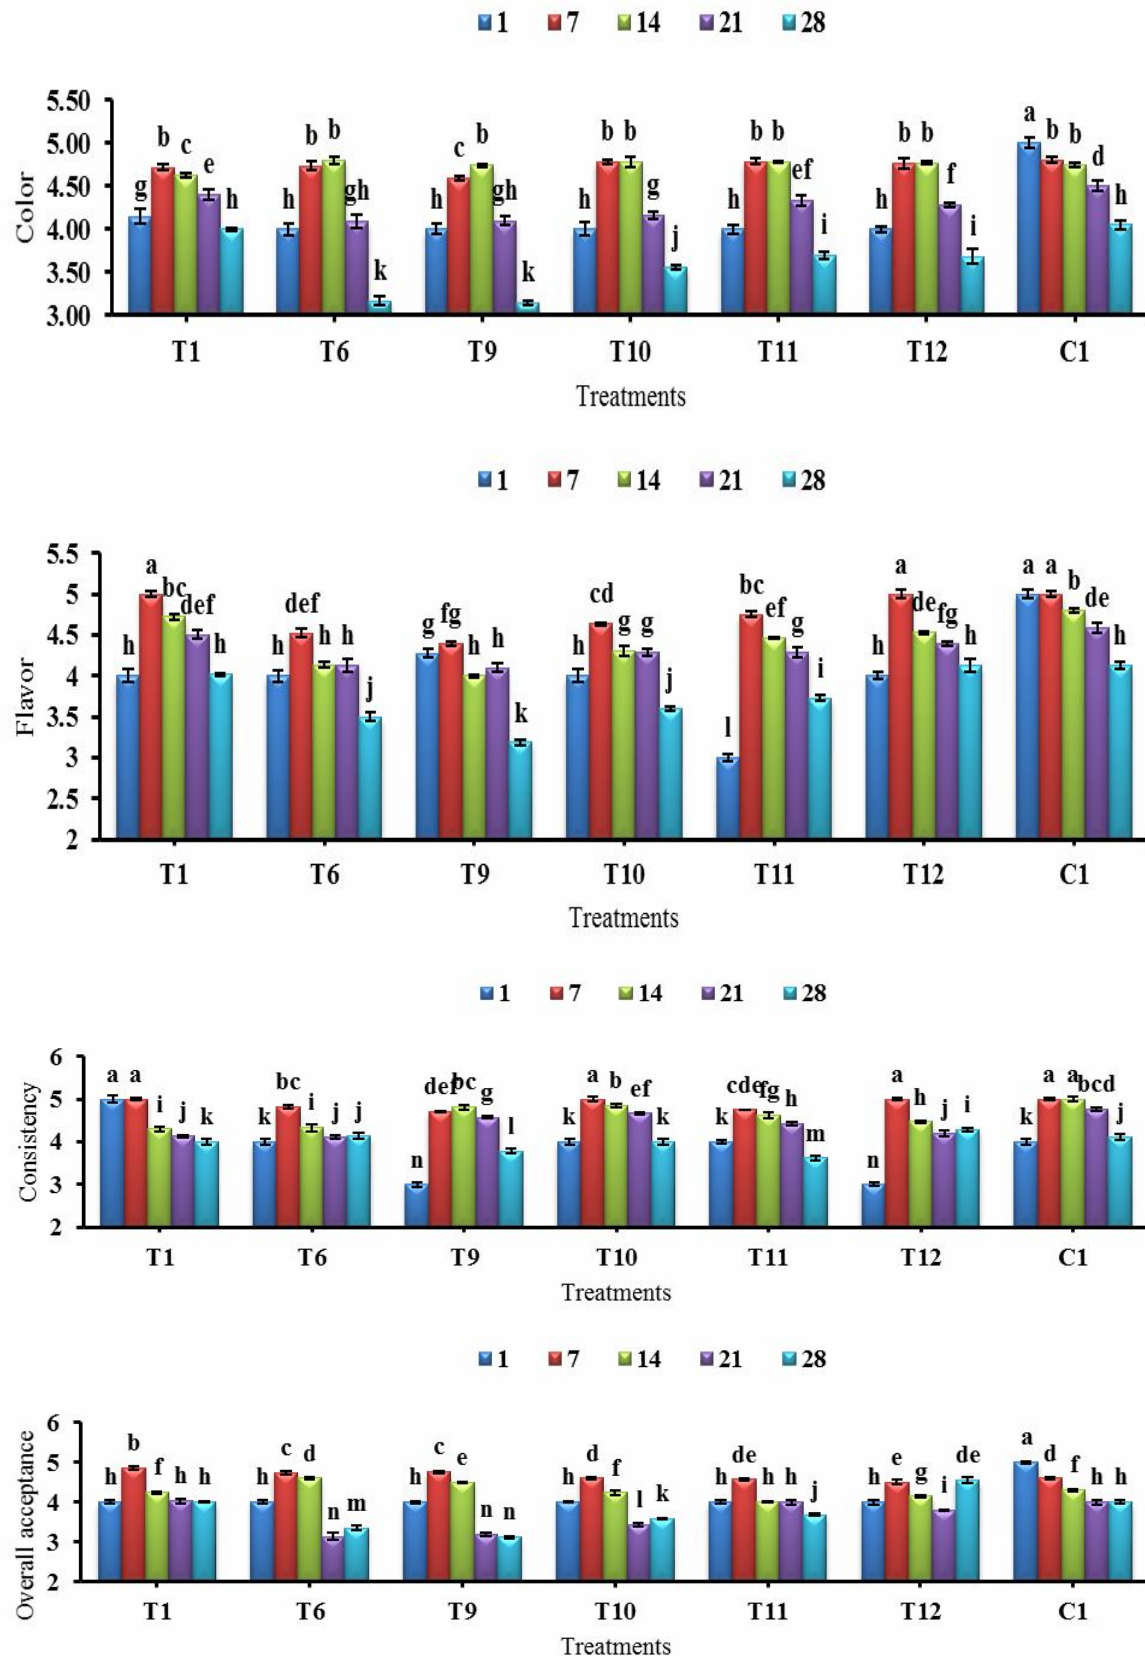 1 7 14 21 28
Color
5.50
5.00
4.50
4.00
3.50
3.00
g b c e h
h b b gh k
h c b gh k
h b b g j
h b b ef i
h b b f i
a b b d h
T1 T6 T9 T10 T11 T12 C1
Treatments
1 7 14 21 28
Flavor
5.5
5
4.5
4
3.5
3
2.5
2
h a bc def h
h def h h j
g fg h h k
h cd g g j
l bc ef g i
h a de fg h
a a b de h
T1 T6 T9 T10 T11 T12 C1
Treatments
1 7 14 21 28
Consistency
6
5
4
3
2
a a i j k
k bc i j j
n def bc g l
k a b ef k
k cde fg h m
n a h j i
k a a bcd j
T1 T6 T9 T10 T11 T12 C1
Treatments
1 7 14 21 28
Overall acceptance
6
5
4
3
2
h b f h h
h c d n m
h c e n n
h d f l k
h de h h j
h e g i de
a d f h h
T1 T6 T9 T10 T11 T12 C1
Treatments